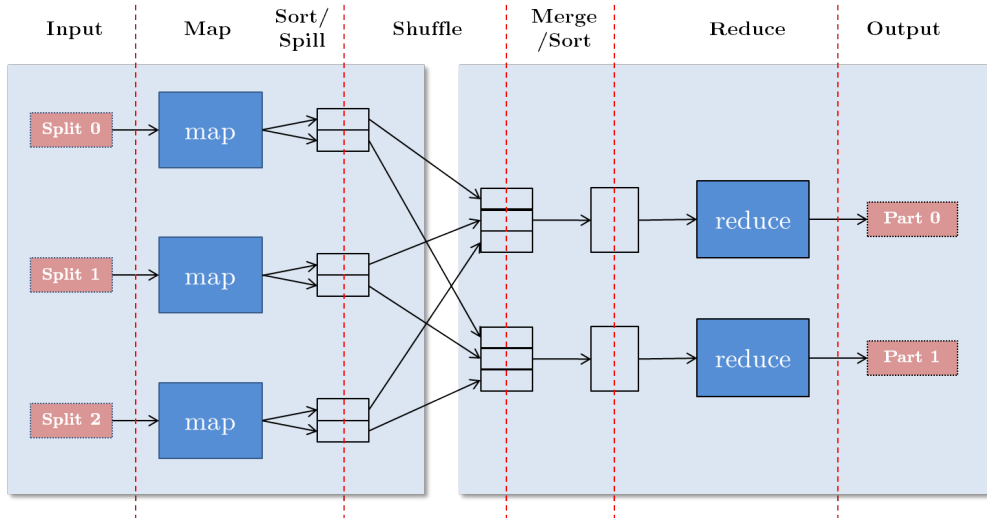 Input
Map
Sort/
Spill
Shuffle
Merge
/Sort
Reduce
Output
Split 0
map
Split 1
map
Split 2
map
reduce
Part 0
reduce
Part 1